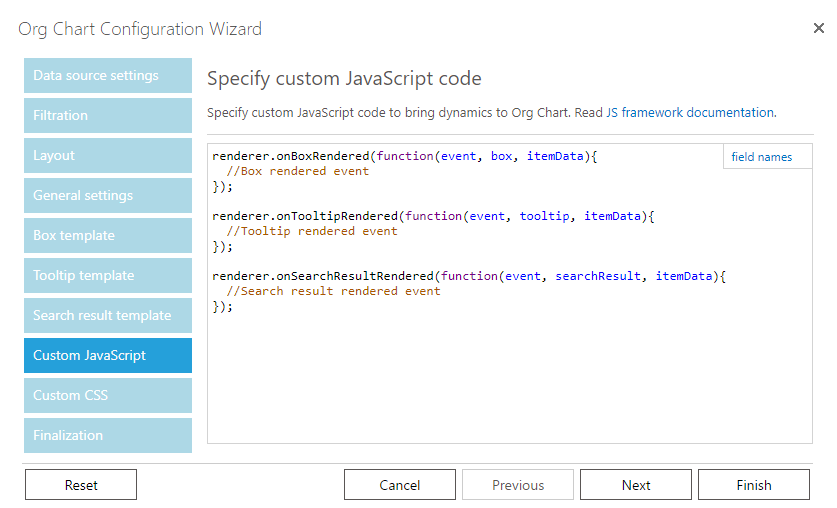 Org Chart Configuration Wizard
Data source settings
Filtration
Layout
General settings
Box template
Tooltip template
Search result template
Custom JavaScript
Custom CSS
Finalization
Specify custom JavaScript code
Specify custom JavaScript code to bring dynamics to Org Chart. Read JS framework documentation.
field names
renderer.onBoxRendered(function(event, box, itemData){
  //Box rendered event
});

renderer.onTooltipRendered(function(event, tooltip, itemData){
  //Tooltip rendered event
});

renderer.onSearchResultRendered(function(event, searchResult, itemData){
  //Search result rendered event
});
Reset
Cancel
Previous
Next
Finish